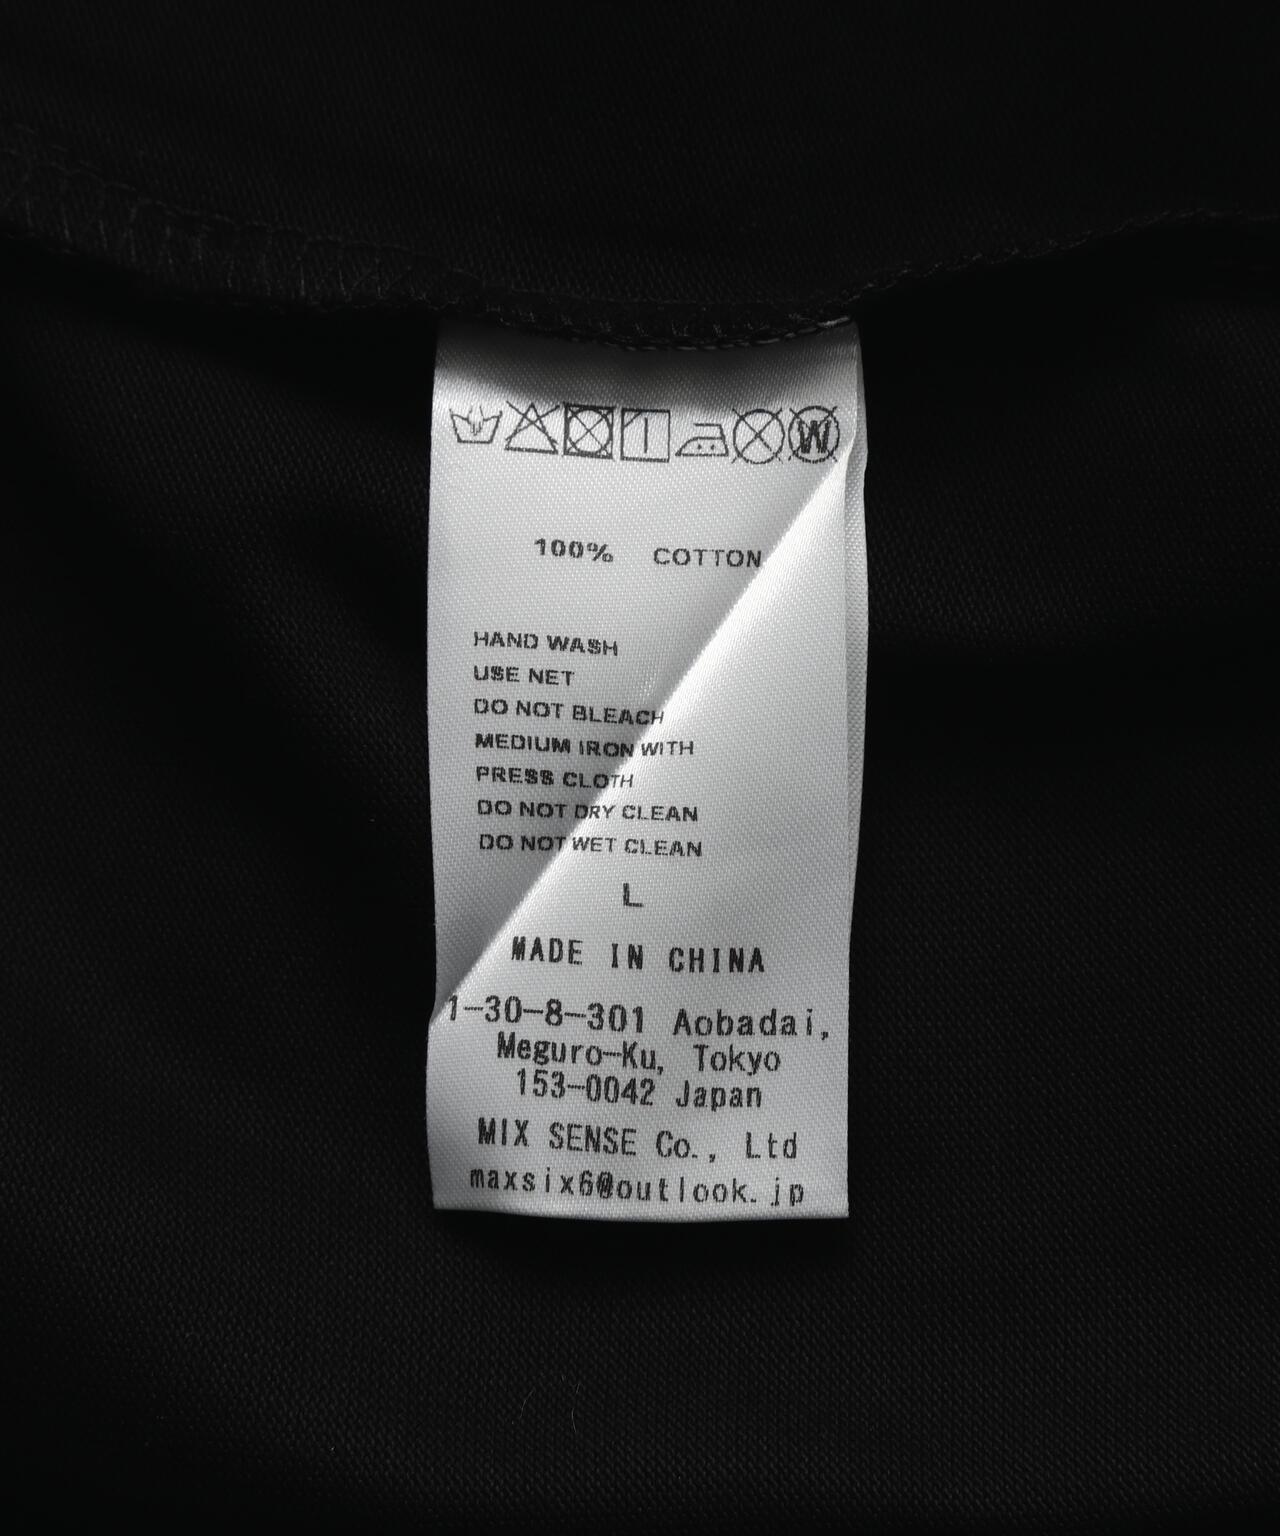 W
100% COTTON
HAND WASH
USE NET
DO NOT BLEACH
MEDIUM IRON WITH
PRESS CLOTH
DO NOT DRY CLEAN
DO NOT WET CLEAN
L
MADE IN CHINA
1-30-8-301 Aobadai,
Meguro-Ku, Tokyo
153-0042 Japan
MIX SENSE Co., Ltd
maxsix6@outlook.jp